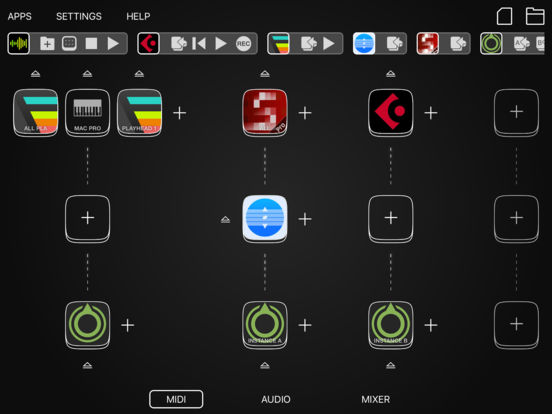 APPS SETTINGS HELP
REC
A
B
ALL PLA MAC PRO PLAYHEAD 1
INSTANCE A INSTANCE B
MIDI AUDIO MIXER